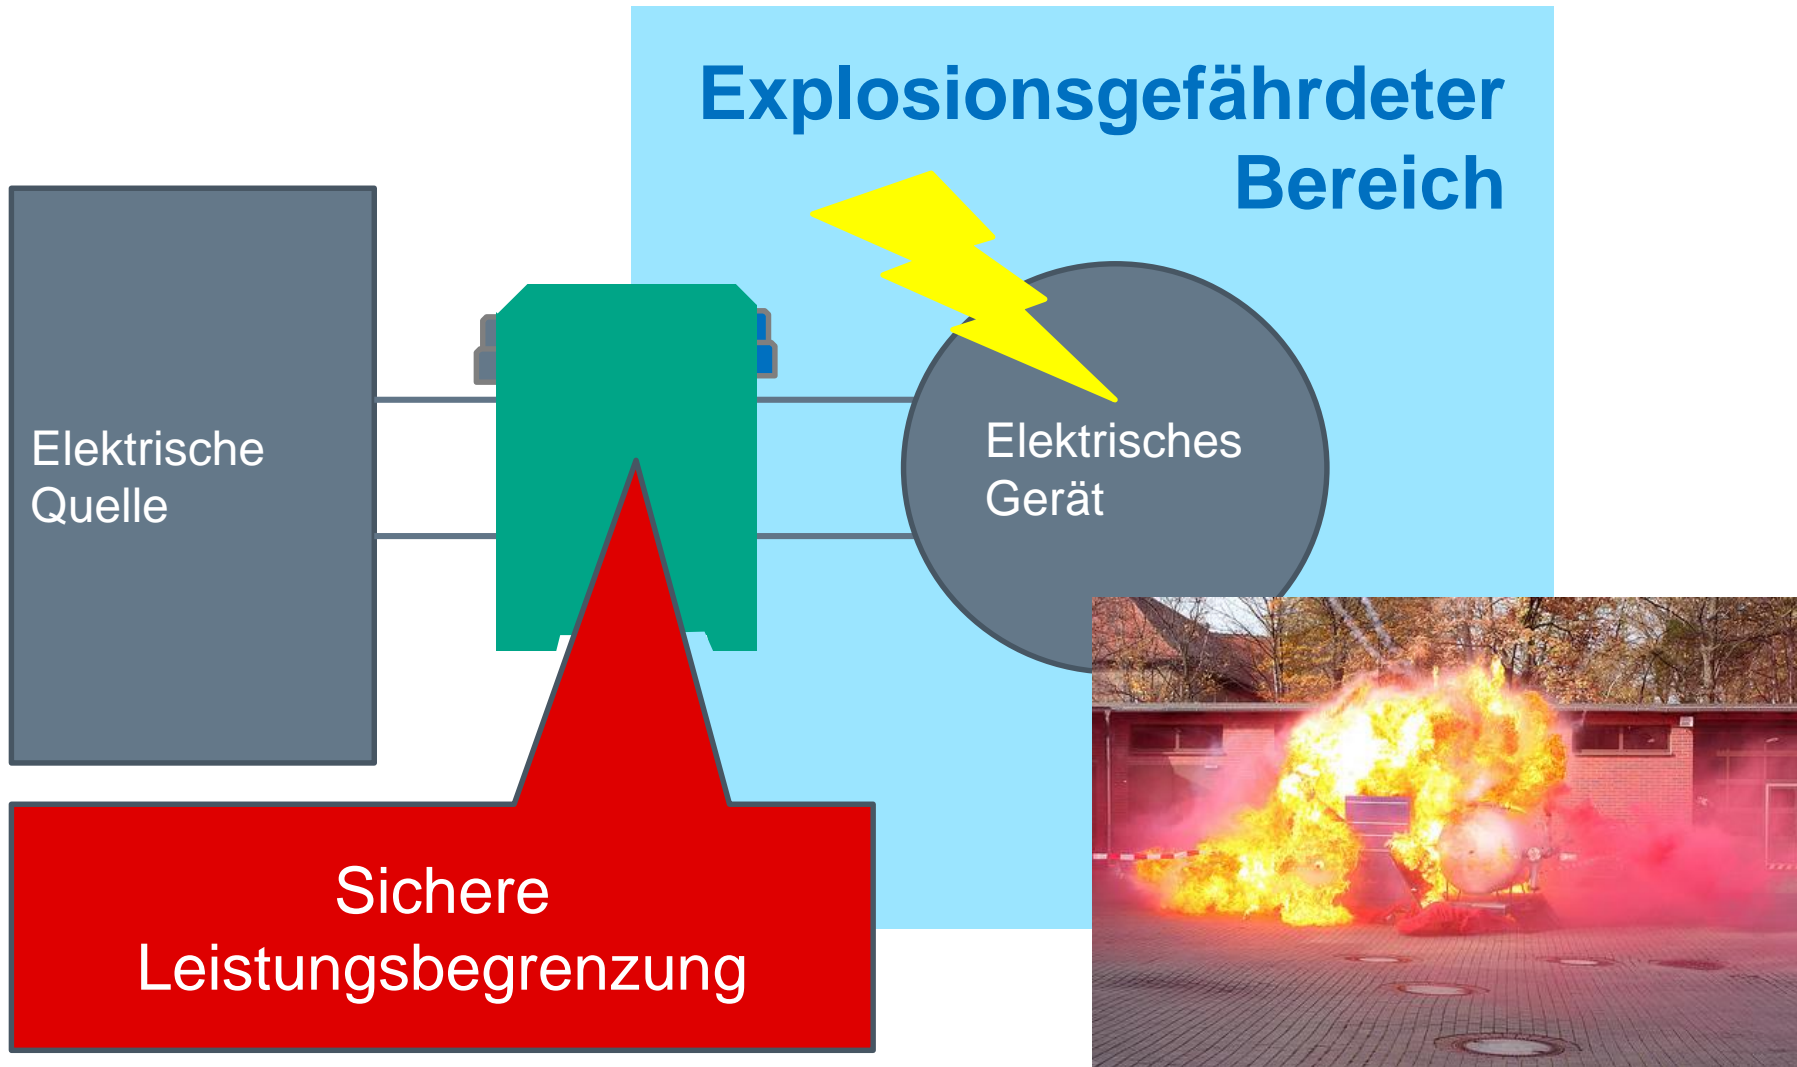 Explosionsgefährdeter
Bereich
Elektrische
Quelle
Elektrisches
Gerät
Sichere
Leistungsbegrenzung